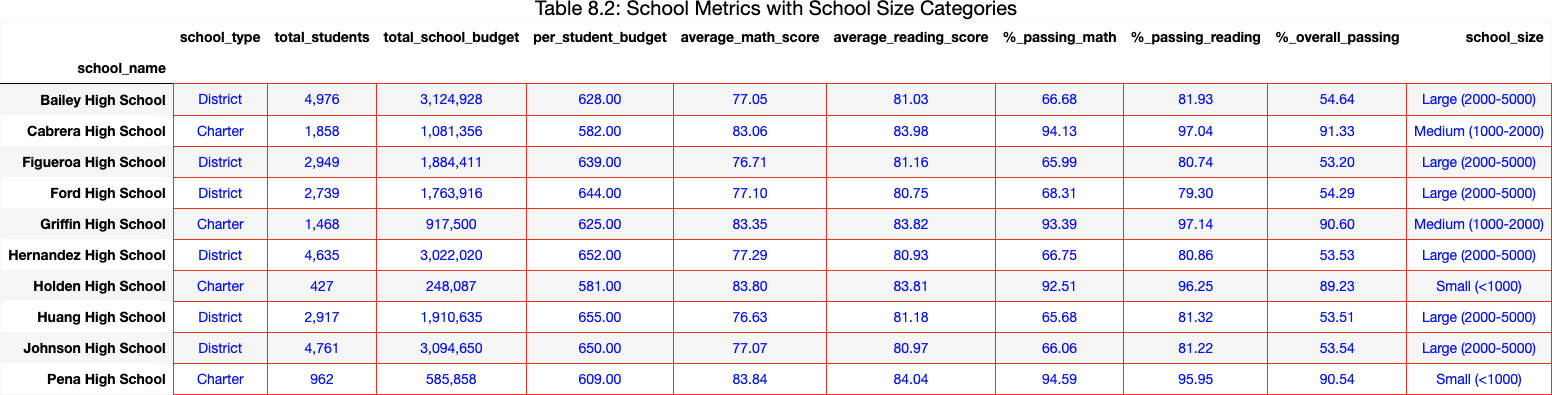 Table 8.2: School Metrics with School Size Categories
school_type total_students total_school_budget per_student_budget average_math_score average_reading_score %_passing_math %_passing_reading %_overall_passing school_size
school_name
Bailey High School District 4,976 3,124,928 628.00 77.05 81.03 66.68 81.93 54.64 Large (2000-5000)
Cabrera High School Charter 1,858 1,081,356 582.00 83.06 83.98 94.13 97.04 91.33 Medium (1000-2000)
Figueroa High School District 2,949 1,884,411 639.00 76.71 81.16 65.99 80.74 53.20 Large (2000-5000)
Ford High School District 2,739 1,763,916 644.00 77.10 80.75 68.31 79.30 54.29 Large (2000-5000)
Griffin High School Charter 1,468 917,500 625.00 83.35 83.82 93.39 97.14 90.60 Medium (1000-2000)
Hernandez High School District 4,635 3,022,020 652.00 77.29 80.93 66.75 80.86 53.53 Large (2000-5000)
Holden High School Charter 427 248,087 581.00 83.80 83.81 92.51 96.25 89.23 Small (<1000)
Huang High School District 2,917 1,910,635 655.00 76.63 81.18 65.68 81.32 53.51 Large (2000-5000)
Johnson High School District 4,761 3,094,650 650.00 77.07 80.97 66.06 81.22 53.54 Large (2000-5000)
Pena High School Charter 962 585,858 609.00 83.84 84.04 94.59 95.95 90.54 Small (<1000)